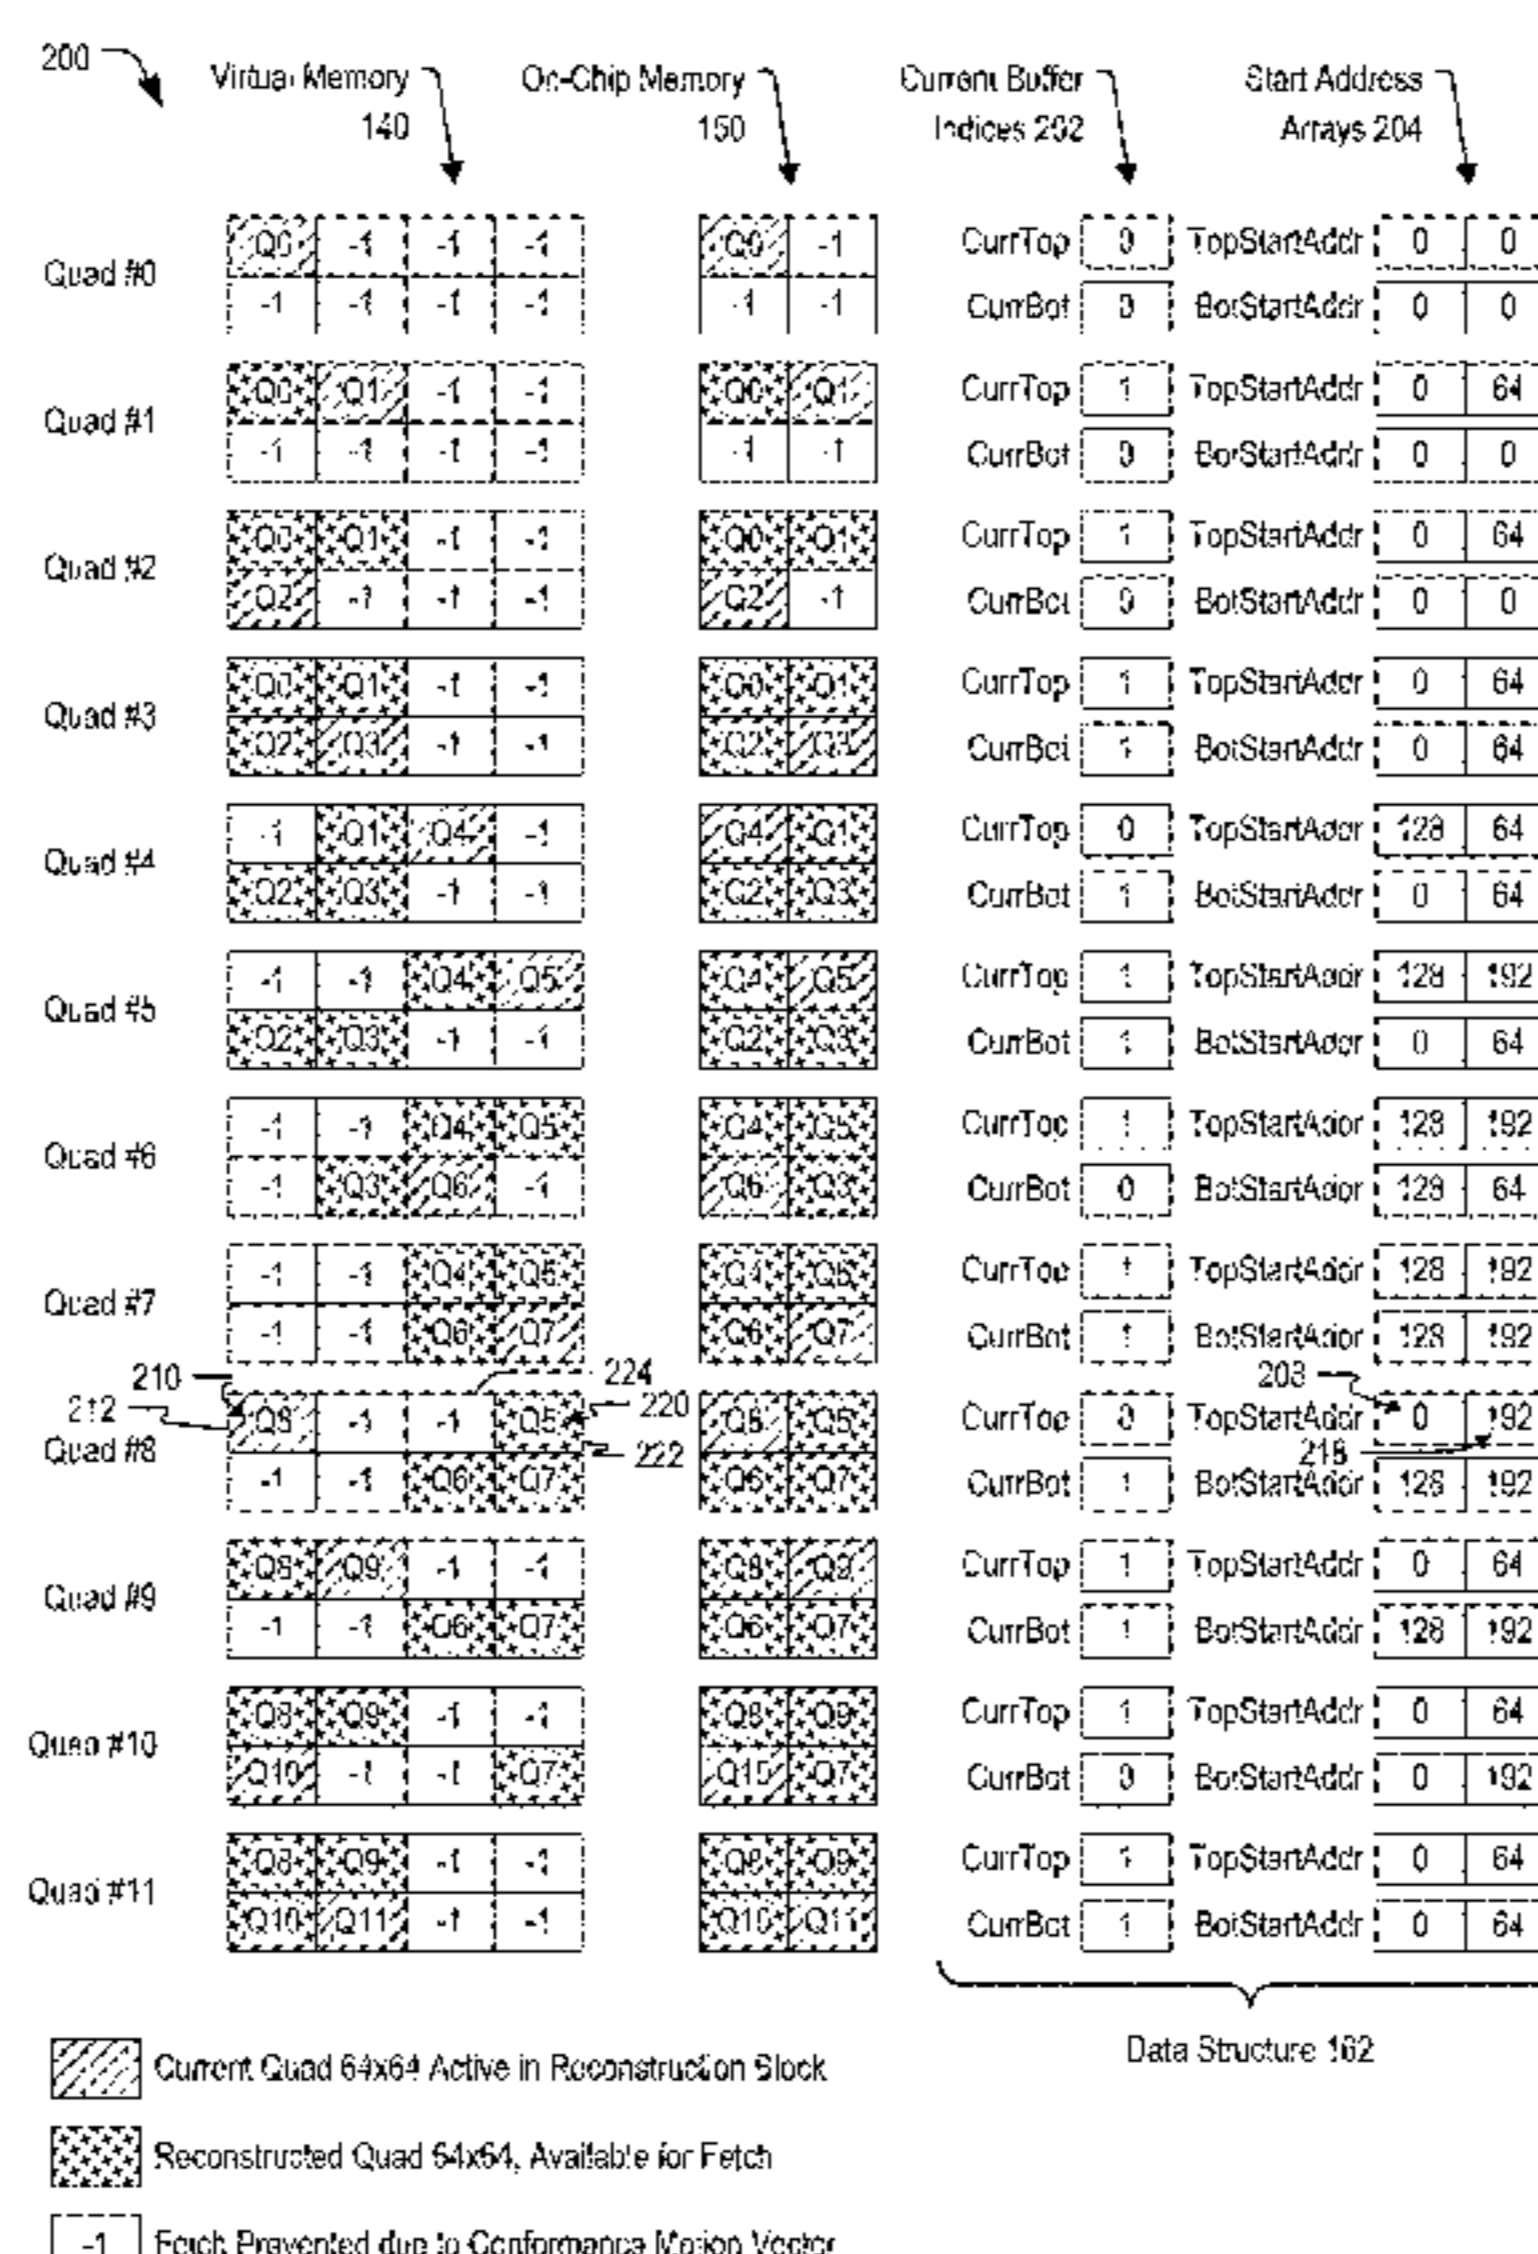 200
Virtual Memory 140
On-Chip Memory 150
Current Buffer Indices 202
Start Address Arrays 204
Quad #0
Q0 -1 -1 -1 Q0 -1 CurrTop 0 TopStartAddr 0 0
-1 -1 -1 -1 -1 -1 CurrBot 0 BotStartAddr 0 0
Quad #1
Q0 Q1 -1 -1 Q0 Q1 CurrTop 1 TopStartAddr 0 64
-1 -1 -1 -1 -1 -1 CurrBot 0 BotStartAddr 0 0
Quad #2
Q0 Q1 -1 -1 Q0 Q1 CurrTop 1 TopStartAddr 0 64
Q2 -1 -1 -1 Q2 -1 CurrBot 0 BotStartAddr 0 0
Quad #3
Q0 Q1 -1 -1 Q0 Q1 CurrTop 1 TopStartAddr 0 64
Q2 Q3 -1 -1 Q2 Q3 CurrBot 1 BotStartAddr 0 64
Quad #4
-1 Q1 Q4 -1 Q4 Q1 CurrTop 0 TopStartAddr 128 64
Q2 Q3 -1 -1 Q2 Q3 CurrBot 1 BotStartAddr 0 64
Quad #5
-1 -1 Q4 Q5 Q4 Q5 CurrTop 1 TopStartAddr 128 192
Q2 Q3 -1 -1 Q2 Q3 CurrBot 1 BotStartAddr 0 64
Quad #6
-1 -1 Q4 Q5 Q4 Q5 CurrTop 1 TopStartAddr 128 192
-1 Q3 Q6 -1 Q6 Q3 CurrBot 0 BotStartAddr 128 64
Quad #7
-1 -1 Q4 Q5 Q4 Q5 CurrTop 1 TopStartAddr 128 192
-1 -1 Q6 Q7 Q6 Q7 CurrBot 1 BotStartAddr 128 192
210 224 208
212 220
Quad #8
Q8 -1 -1 Q5 Q8 Q5 CurrTop 0 TopStartAddr 0 192
222 218
-1 -1 Q6 Q7 Q6 Q7 CurrBot 1 BotStartAddr 128 192
Quad #9
Q8 Q9 -1 -1 Q8 Q9 CurrTop 1 TopStartAddr 0 64
-1 -1 Q6 Q7 Q6 Q7 CurrBot 1 BotStartAddr 128 192
Quad #10
Q8 Q9 -1 -1 Q8 Q9 CurrTop 1 TopStartAddr 0 64
Q10 -1 -1 Q7 Q10 Q7 CurrBot 0 BotStartAddr 0 192
Quad #11
Q8 Q9 -1 -1 Q8 Q9 CurrTop 1 TopStartAddr 0 64
Q10 Q11 -1 -1 Q10 Q11 CurrBot 1 BotStartAddr 0 64
Data Structure 162
Current Quad 64x64 Active in Reconstruction Block
Reconstructed Quad 64x64, Available for Fetch
-1 Fetch Prevented due to Conformance Motion Vector